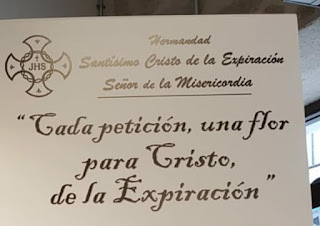 JHS
Hermandad
Santísimo Cristo de la Expiración
Señor de la Misericordia
“Cada petición, una flor
para Cristo,
de la Expiración”